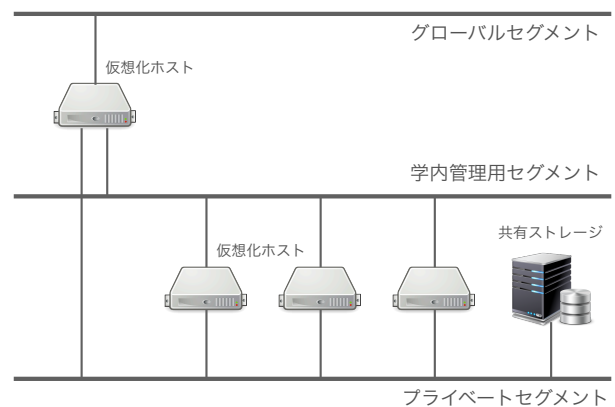 グローバルセグメント
仮想化ホスト
学内管理用セグメント
共有ストレージ
仮想化ホスト
プライベートセグメント